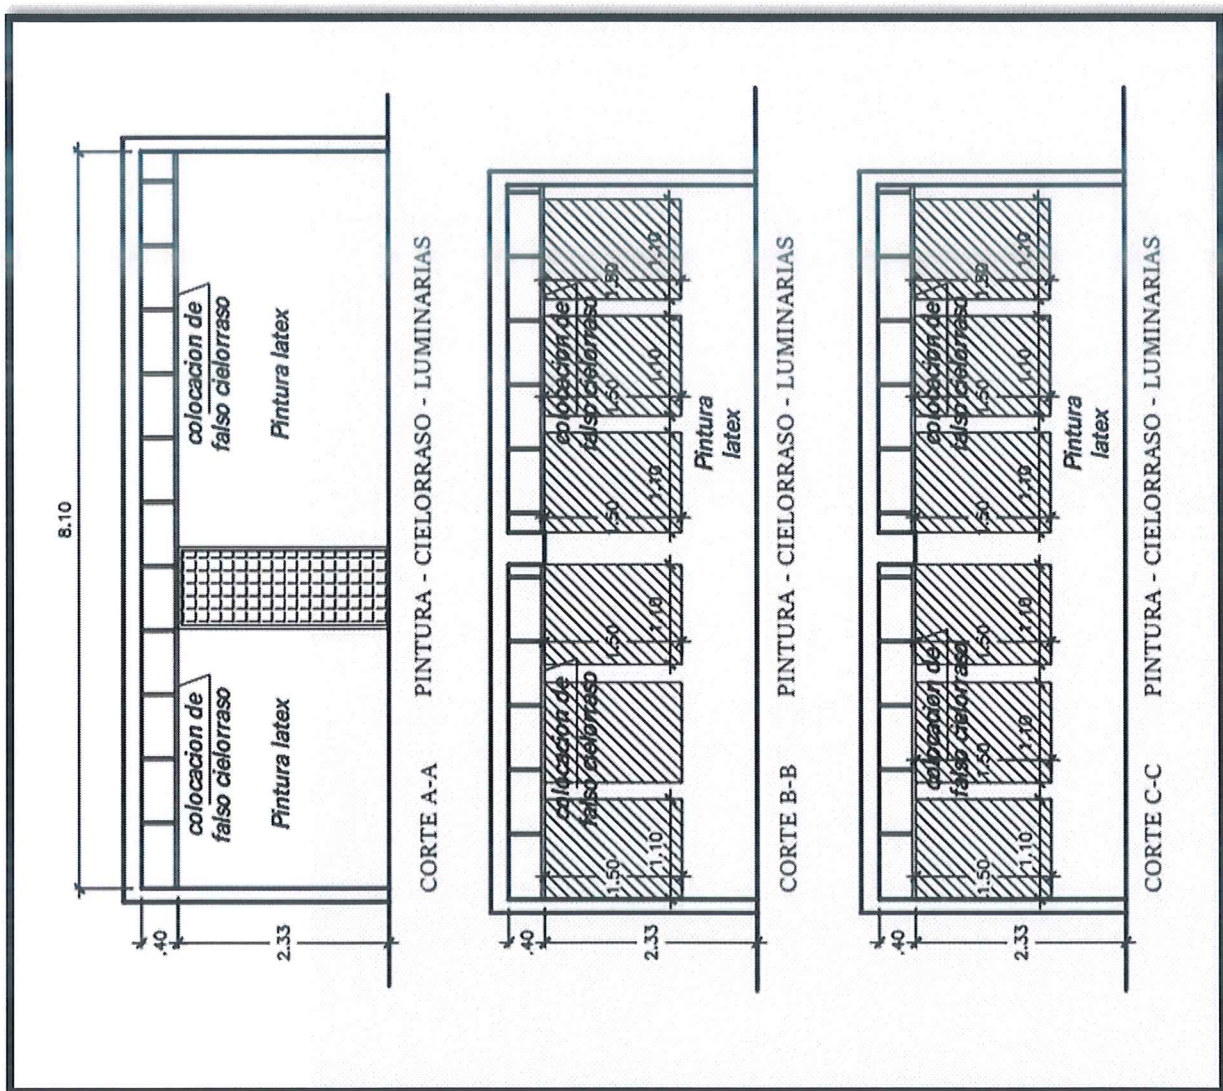 8.10
.40
2.33
colocacion de
falso cielorraso
Pintura latex
colocacion de
falso cielorraso
Pintura latex
CORTE A-A PINTURA - CIELORRASO - LUMINARIAS
.40
2.33
1.50
1.10
colocacion de
falso cielorraso
1.50
1.10
1.50
1.10
colocacion de
falso cielorraso
1.50
1.10
1.50
1.10
Pintura
latex
CORTE B-B PINTURA - CIELORRASO - LUMINARIAS
.40
2.33
1.50
1.10
colocacion de
falso cielorraso
1.50
1.10
1.50
1.10
1.50
1.10
colocacion de
falso cielorraso
1.50
1.10
1.50
1.10
Pintura
latex
CORTE C-C PINTURA - CIELORRASO - LUMINARIAS